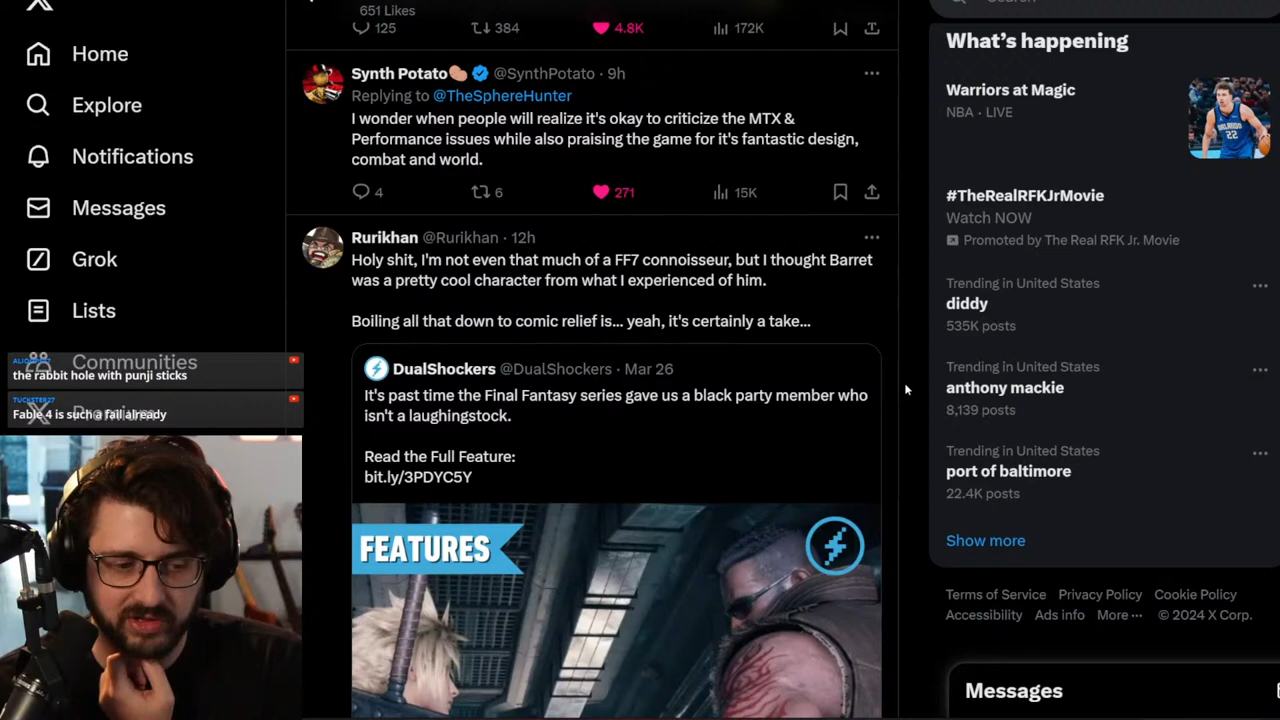 Home
Explore
Notifications
Messages
Grok
Lists
Communities
Premium
the rabbit hole with punji sticks
TUCKSTER27
Fable 4 is such a fail already
651 Likes
125 384 4.8K 172K
Synth Potato @SynthPotato · 9h
Replying to @TheSphereHunter
I wonder when people will realize it's okay to criticize the MTX &
Performance issues while also praising the game for it's fantastic design,
combat and world.
4 6 271 15K
Rurikhan @Rurikhan · 12h
Holy shit, I'm not even that much of a FF7 connoisseur, but I thought Barret
was a pretty cool character from what I experienced of him.
Boiling all that down to comic relief is... yeah, it's certainly a take...
DualShockers @DualShockers · Mar 26
It's past time the Final Fantasy series gave us a black party member who
isn't a laughingstock.
Read the Full Feature:
bit.ly/3PDYC5Y
FEATURES
Search
What's happening
Warriors at Magic
NBA · LIVE
ORLANDO
22
#TheRealRFKJrMovie
Watch NOW
Promoted by The Real RFK Jr. Movie
Trending in United States
diddy
535K posts
Trending in United States
anthony mackie
8,139 posts
Trending in United States
port of baltimore
22.4K posts
Show more
Terms of Service Privacy Policy Cookie Policy
Accessibility Ads info More ··· © 2024 X Corp.
Messages